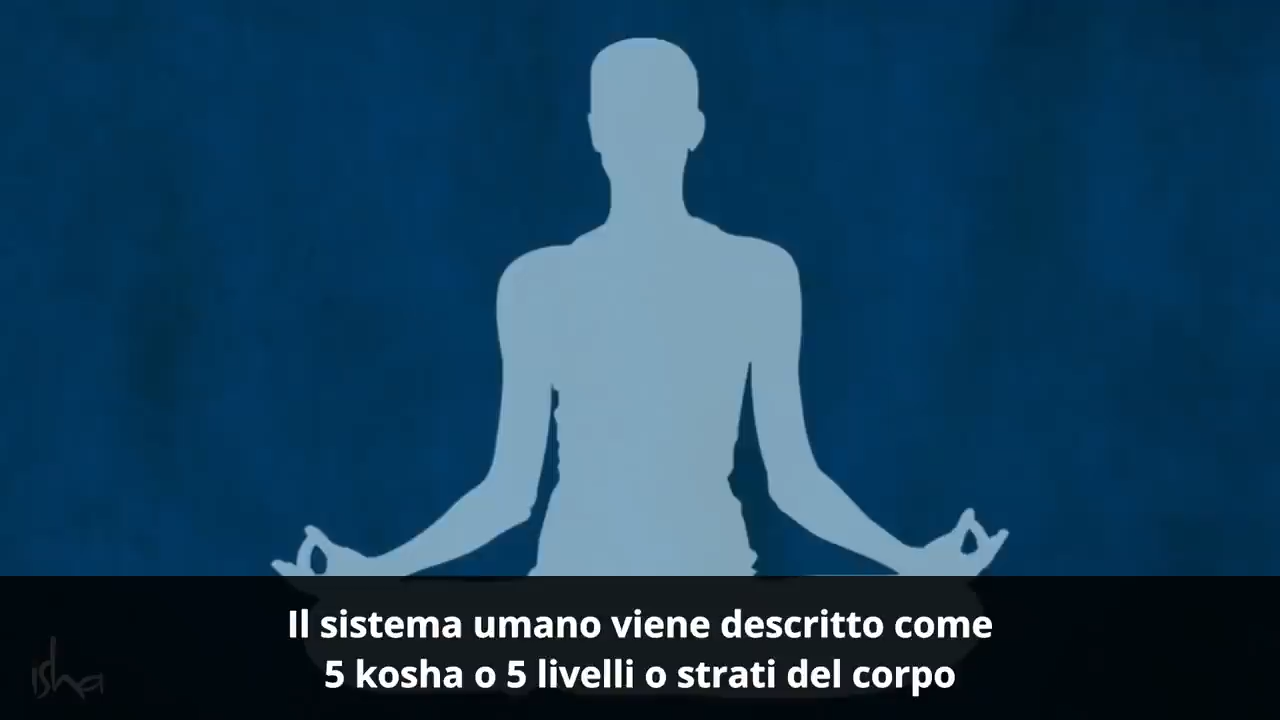 Il sistema umano viene descritto come
5 kosha o 5 livelli o strati del corpo
isha